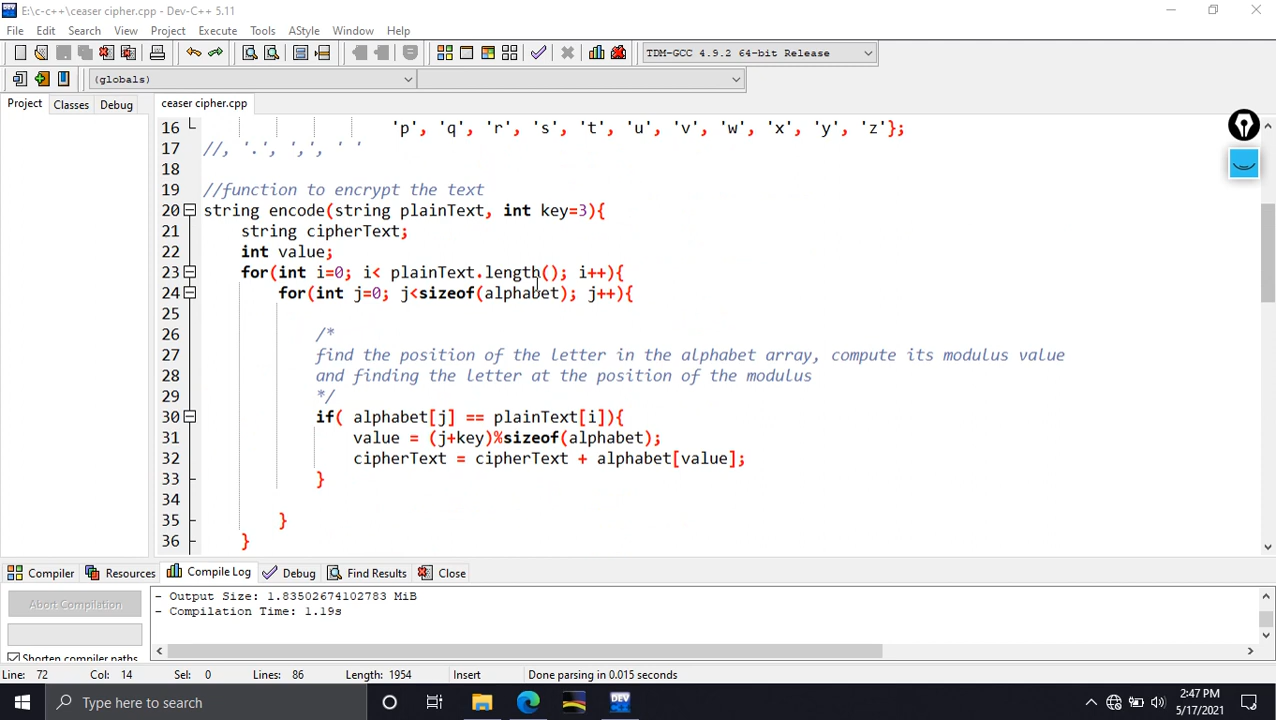 E:\c-c++\ceaser cipher.cpp - Dev-C++ 5.11
File Edit Search View Project Execute Tools AStyle Window Help
TDM-GCC 4.9.2 64-bit Release
(globals)
Project Classes Debug ceaser cipher.cpp
16 'p', 'q', 'r', 's', 't', 'u', 'v', 'w', 'x', 'y', 'z'};
17 //, '.', ',', ' '
18
19 //function to encrypt the text
20 string encode(string plainText, int key=3){
21 string cipherText;
22 int value;
23 for(int i=0; i< plainText.length(); i++){
24 for(int j=0; j<sizeof(alphabet); j++){
25
26 /*
27 find the position of the letter in the alphabet array, compute its modulus value
28 and finding the letter at the position of the modulus
29 */
30 if( alphabet[j] == plainText[i]){
31 value = (j+key)%sizeof(alphabet);
32 cipherText = cipherText + alphabet[value];
33 }
34
35 }
36 }
Compiler Resources Compile Log Debug Find Results Close
Abort Compilation
- Output Size: 1.83502674102783 MiB
- Compilation Time: 1.19s
Shorten compiler paths
Line: 72 Col: 14 Sel: 0 Lines: 86 Length: 1954 Insert Done parsing in 0.015 seconds
Type here to search
DEV
2:47 PM
5/17/2021